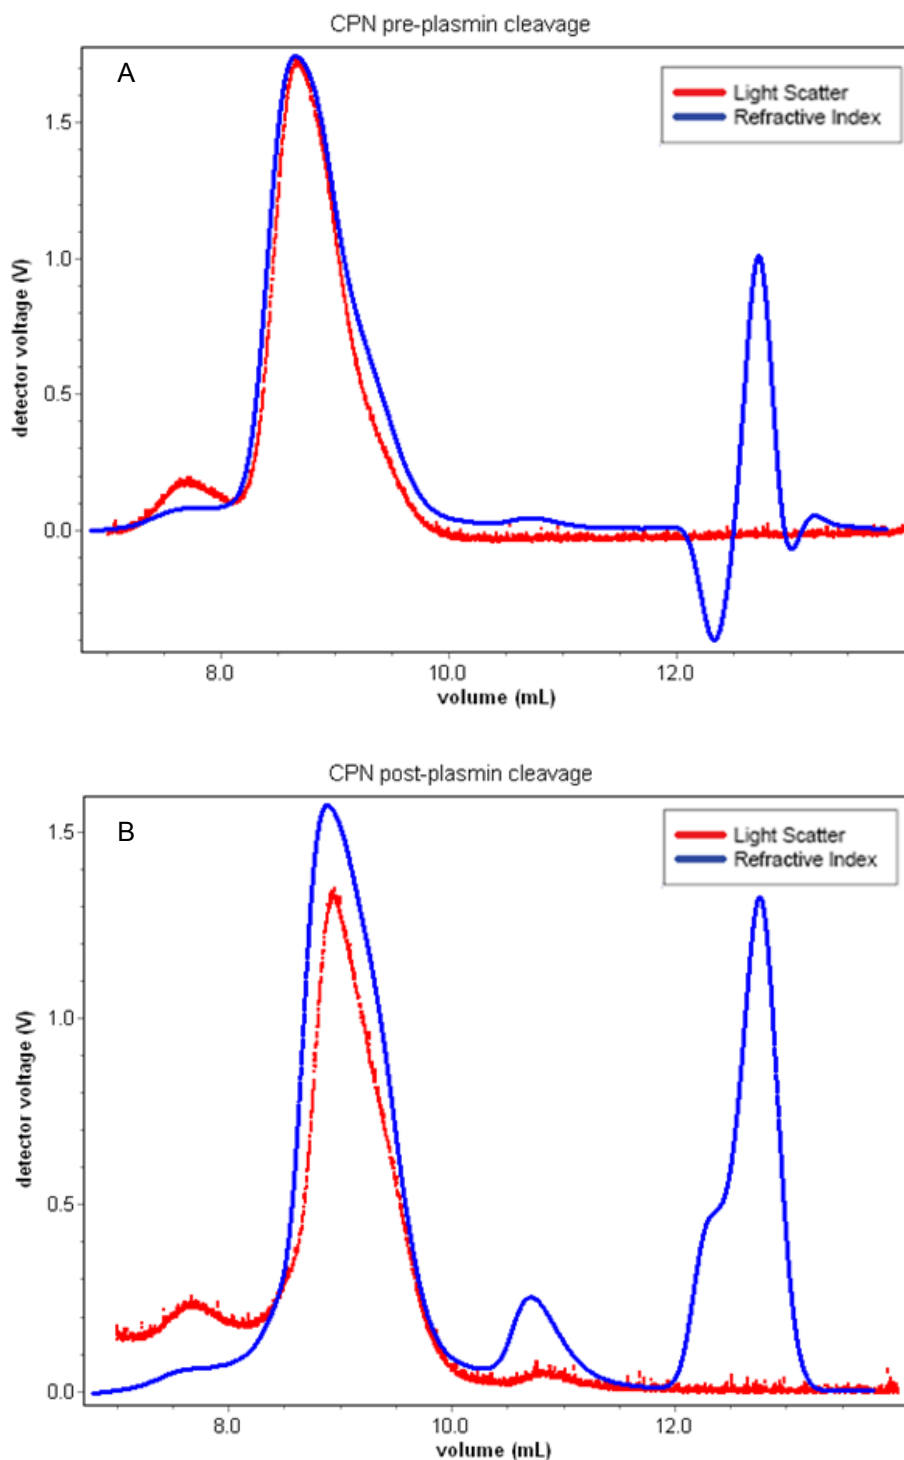 CPN pre-plasmin cleavage
A
Light Scatter
Refractive Index
1.5
1.0
0.5
0.0
detector voltage (V)
8.0 10.0 12.0
volume (mL)
CPN post-plasmin cleavage
B
Light Scatter
Refractive Index
1.5
1.0
0.5
0.0
detector voltage (V)
8.0 10.0 12.0
volume (mL)